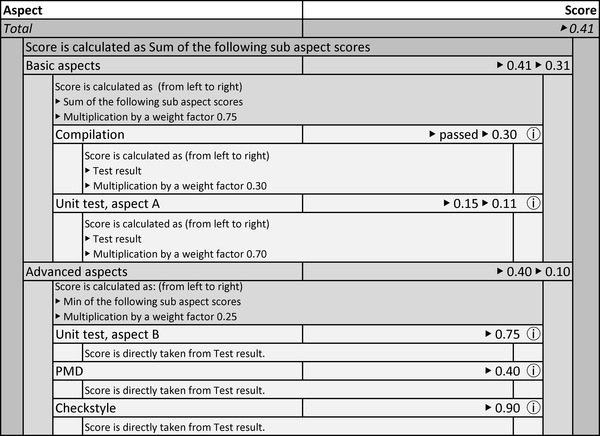 Aspect Score
Total ▶0.41
Score is calculated as Sum of the following sub aspect scores
Basic aspects ▶ 0.41 ▶ 0.31
Score is calculated as (from left to right)
▶ Sum of the following sub aspect scores
▶ Multiplication by a weight factor 0.75
Compilation ▶ passed ▶ 0.30 ⓘ
Score is calculated as (from left to right)
▶ Test result
▶ Multiplication by a weight factor 0.30
Unit test, aspect A ▶ 0.15 ▶ 0.11 ⓘ
Score is calculated as (from left to right)
▶ Test result
▶ Multiplication by a weight factor 0.70
Advanced aspects ▶ 0.40 ▶ 0.10
Score is calculated as: (from left to right)
▶ Min of the following sub aspect scores
▶ Multiplication by a weight factor 0.25
Unit test, aspect B ▶ 0.75 ⓘ
Score is directly taken from Test result.
PMD ▶ 0.40 ⓘ
Score is directly taken from Test result.
Checkstyle ▶ 0.90 ⓘ
Score is directly taken from Test result.